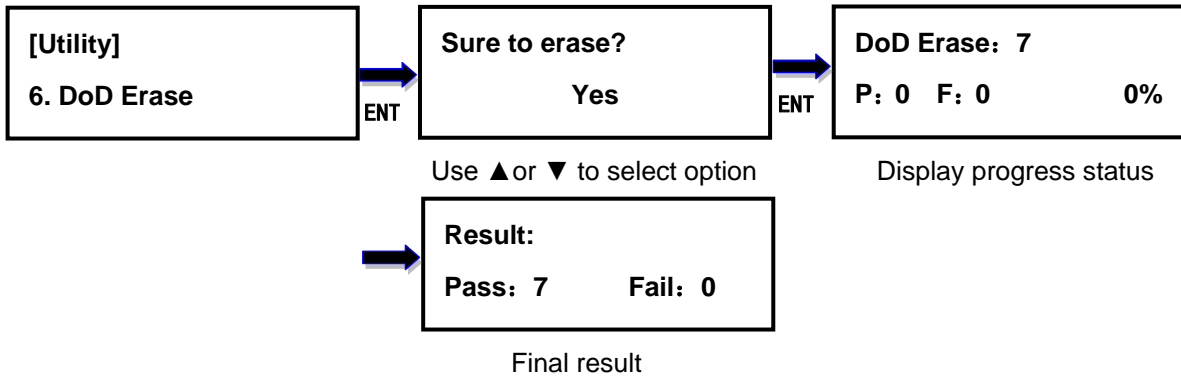 [Utility]
6. DoD Erase
ENT
Sure to erase?
Yes
Use ▲or ▼ to select option
ENT
DoD Erase：7
P：0 F：0 0%
Display progress status
Result:
Pass：7 Fail：0
Final result